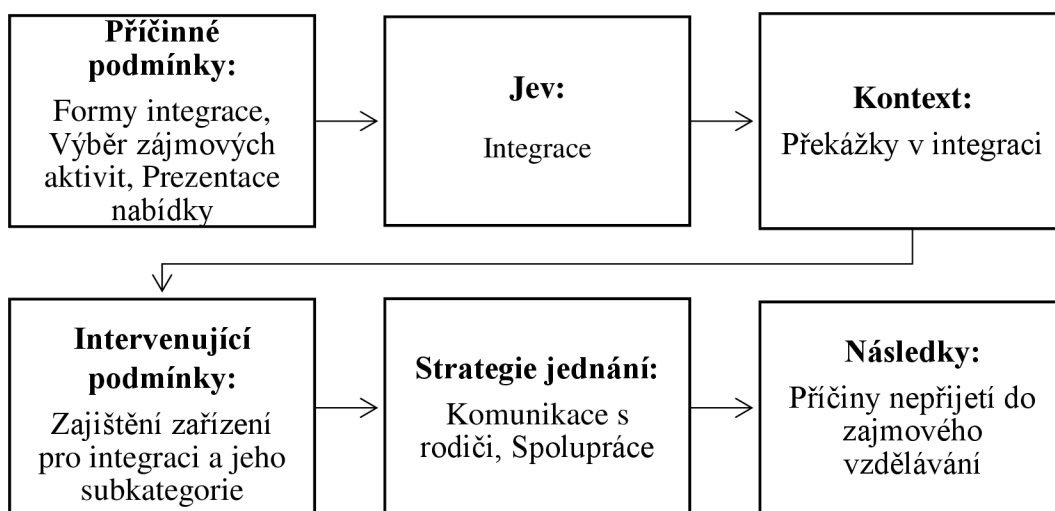 Příčinné
podmínky:
Formy integrace,
Výběr zájmových
aktivit, Prezentace
nabídky
Jev:
Integrace
Kontext:
Překážky v integraci
Intervenující
podmínky:
Zajištění zařízení
pro integraci a jeho
subkategorie
Strategie jednání:
Komunikace s
rodiči, Spolupráce
Následky:
Příčiny nepřijetí do
zajmového
vzdělávání